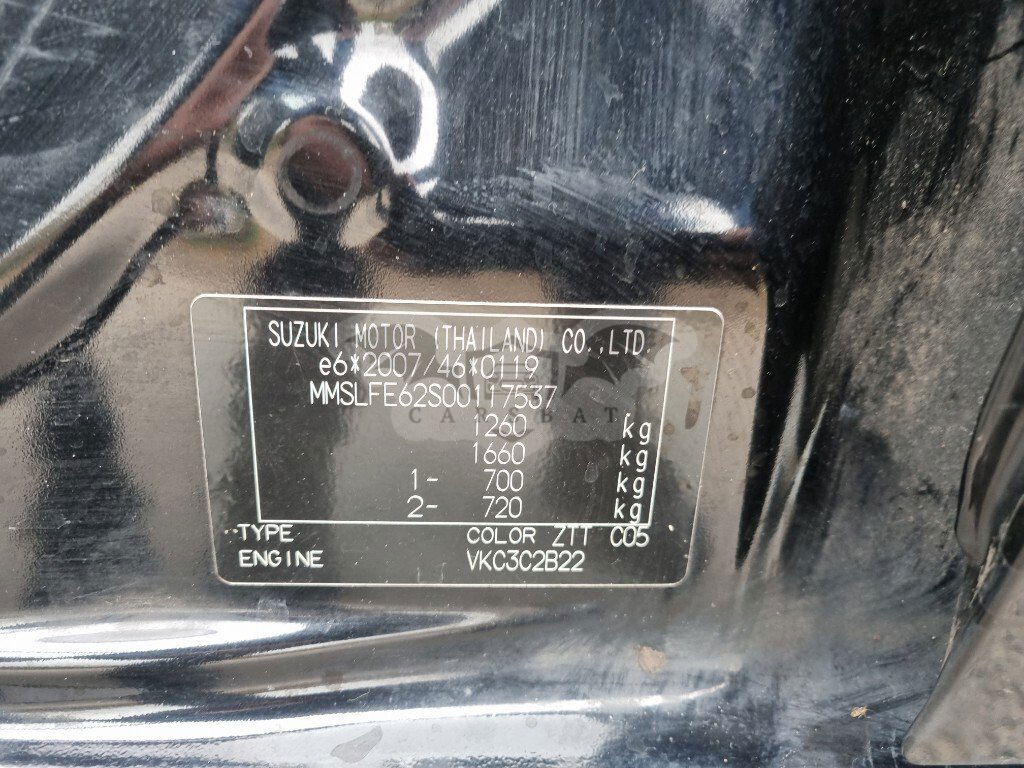 SUZUKI MOTOR (THAILAND) CO.,LTD.
e6*2007/46*0119
MMSLFE62S00117537
CARSBAT
1260 kg
1660 kg
1- 700 kg
2- 720 kg
TYPE COLOR ZTT C05
ENGINE VKC3C2B22